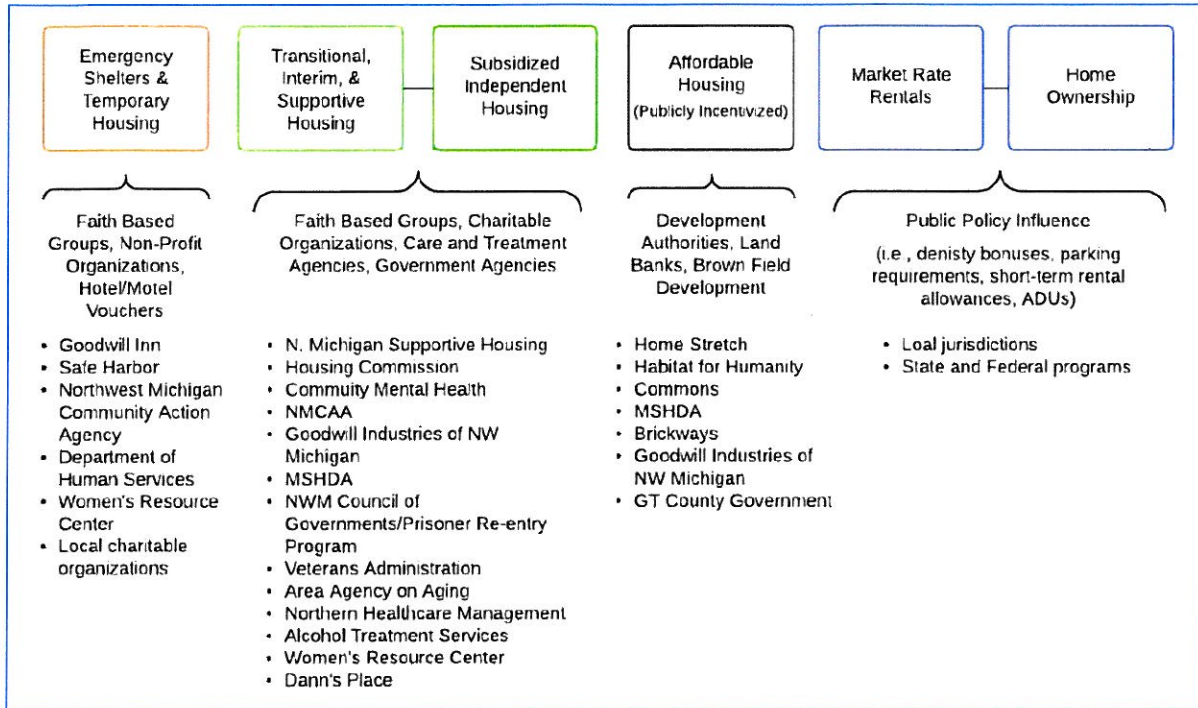 Emergency
Shelters &
Temporary
Housing
Transitional,
Interim, &
Supportive
Housing
Subsidized
Independent
Housing
Affordable
Housing
(Publicly Incentivized)
Market Rate
Rentals
Home
Ownership
Faith Based
Groups, Non-Profit
Organizations,
Hotel/Motel
Vouchers
• Goodwill Inn
• Safe Harbor
• Northwest Michigan
Community Action
Agency
• Department of
Human Services
• Women's Resource
Center
• Local charitable
organizations
Faith Based Groups, Charitable
Organizations, Care and Treatment
Agencies, Government Agencies
• N. Michigan Supportive Housing
• Housing Commission
• Commuity Mental Health
• NMCAA
• Goodwill Industries of NW
Michigan
• MSHDA
• NWM Council of
Governments/Prisoner Re-entry
Program
• Veterans Administration
• Area Agency on Aging
• Northern Healthcare Management
• Alcohol Treatment Services
• Women's Resource Center
• Dann's Place
Development
Authorities, Land
Banks, Brown Field
Development
• Home Stretch
• Habitat for Humanity
• Commons
• MSHDA
• Brickways
• Goodwill Industries of
NW Michigan
• GT County Government
Public Policy Influence
(i.e., denisty bonuses, parking
requirements, short-term rental
allowances, ADUs)
• Loal jurisdictions
• State and Federal programs